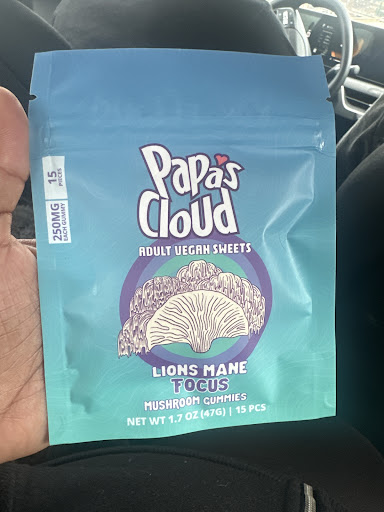 Papa's
Cloud
ADULT VEGAN SWEETS
15
PIECES
250MG
EACH GUMMY
LIONS MANE
FOCUS
MUSHROOM GUMMIES
NET WT 1.7 OZ (47G) | 15 PCS